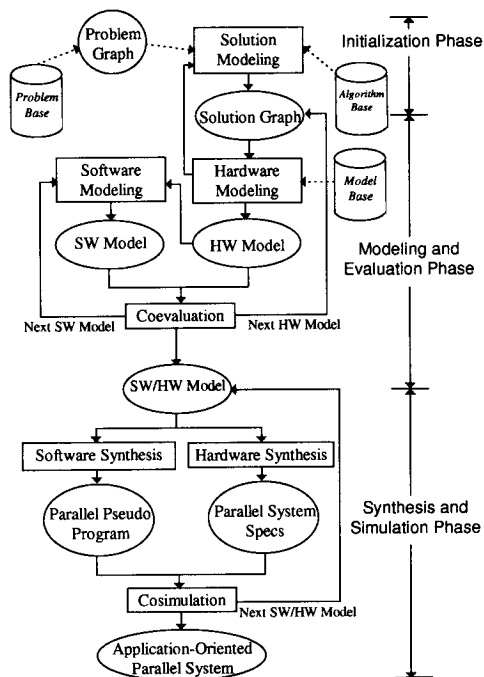 Problem
Graph
Solution
Modeling
Initialization Phase
Problem
Base
Algorithm
Base
Solution Graph
Software
Modeling
Hardware
Modeling
Model
Base
SW Model
HW Model
Modeling and
Evaluation Phase
Coevaluation
Next SW Model
Next HW Model
SW/HW Model
Software Synthesis
Hardware Synthesis
Parallel Pseudo
Program
Parallel System
Specs
Synthesis and
Simulation Phase
Cosimulation
Next SW/HW Model
Application-Oriented
Parallel System